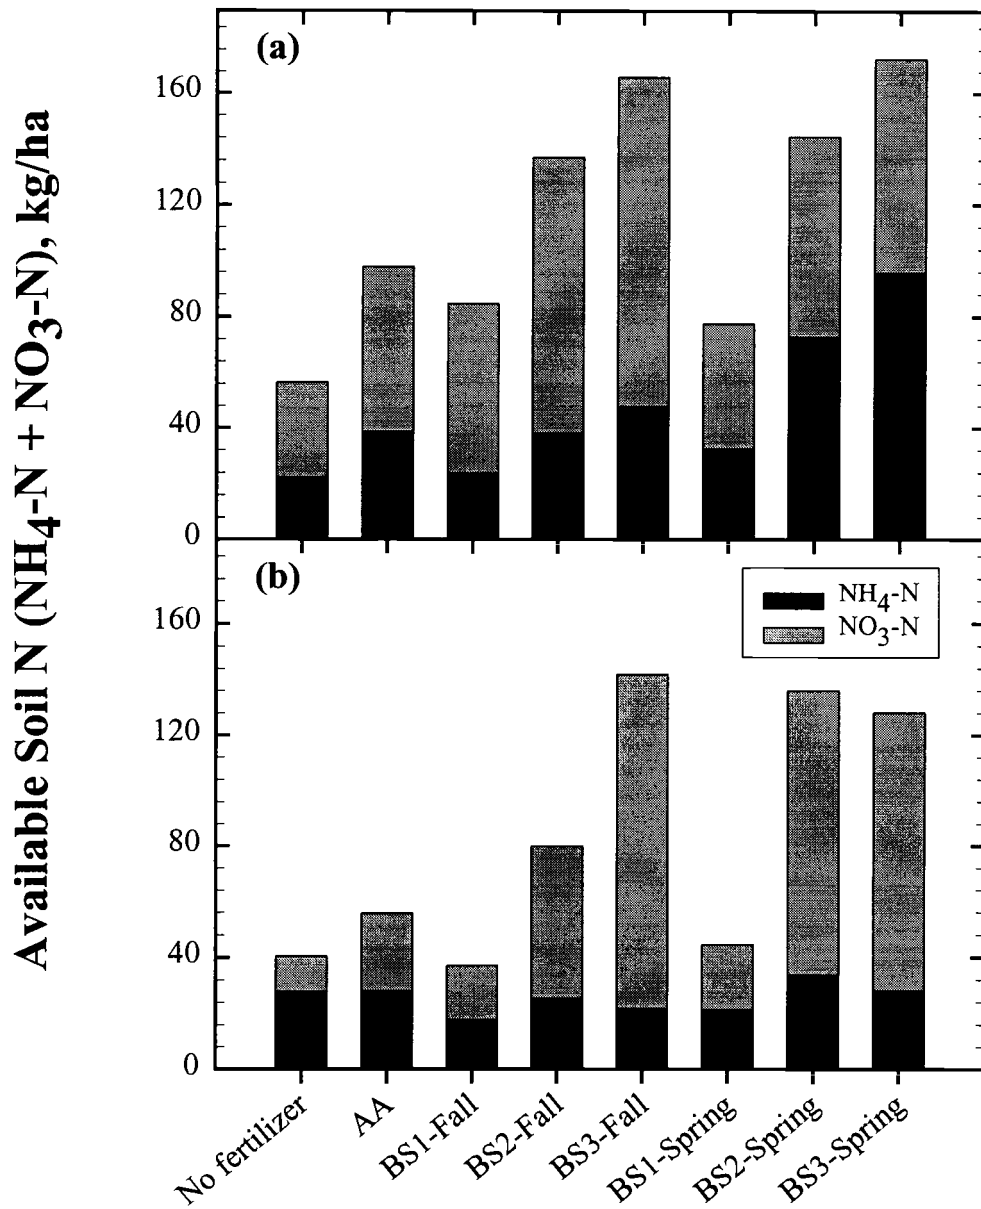 Available Soil N (NH4-N + NO3-N), kg/ha
(a)
160
120
80
40
0
(b)
NH4-N
NO3-N
160
120
80
40
0
No fertilizer
AA
BS1-Fall
BS2-Fall
BS3-Fall
BS1-Spring
BS2-Spring
BS3-Spring